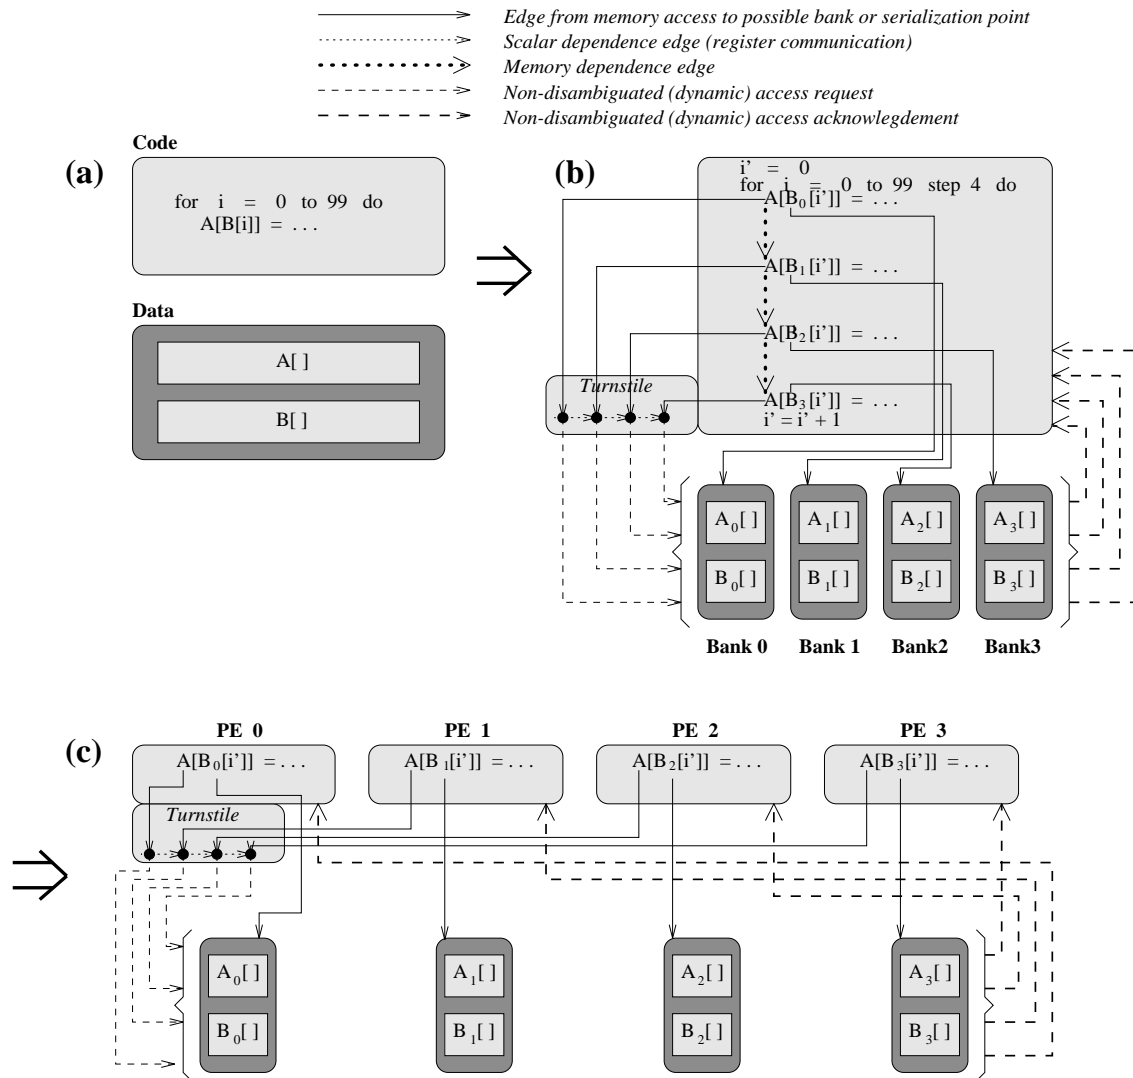 Edge from memory access to possible bank or serialization point
Scalar dependence edge (register communication)
Memory dependence edge
Non-disambiguated (dynamic) access request
Non-disambiguated (dynamic) access acknowlegdement
(a)
Code
for i = 0 to 99 do
A[B[i]] = . . .
Data
A[ ]
B[ ]
(b)
i' = 0
for i = 0 to 99 step 4 do
A[B0[i']] = . . .
A[B1[i']] = . . .
A[B2[i']] = . . .
A[B3[i']] = . . .
i' = i' + 1
Turnstile
A0[ ] A1[ ] A2[ ] A3[ ]
B0[ ] B1[ ] B2[ ] B3[ ]
Bank 0 Bank 1 Bank2 Bank3
(c)
PE 0 PE 1 PE 2 PE 3
A[B0[i']] = . . . A[B1[i']] = . . . A[B2[i']] = . . . A[B3[i']] = . . .
Turnstile
A0[ ] A1[ ] A2[ ] A3[ ]
B0[ ] B1[ ] B2[ ] B3[ ]